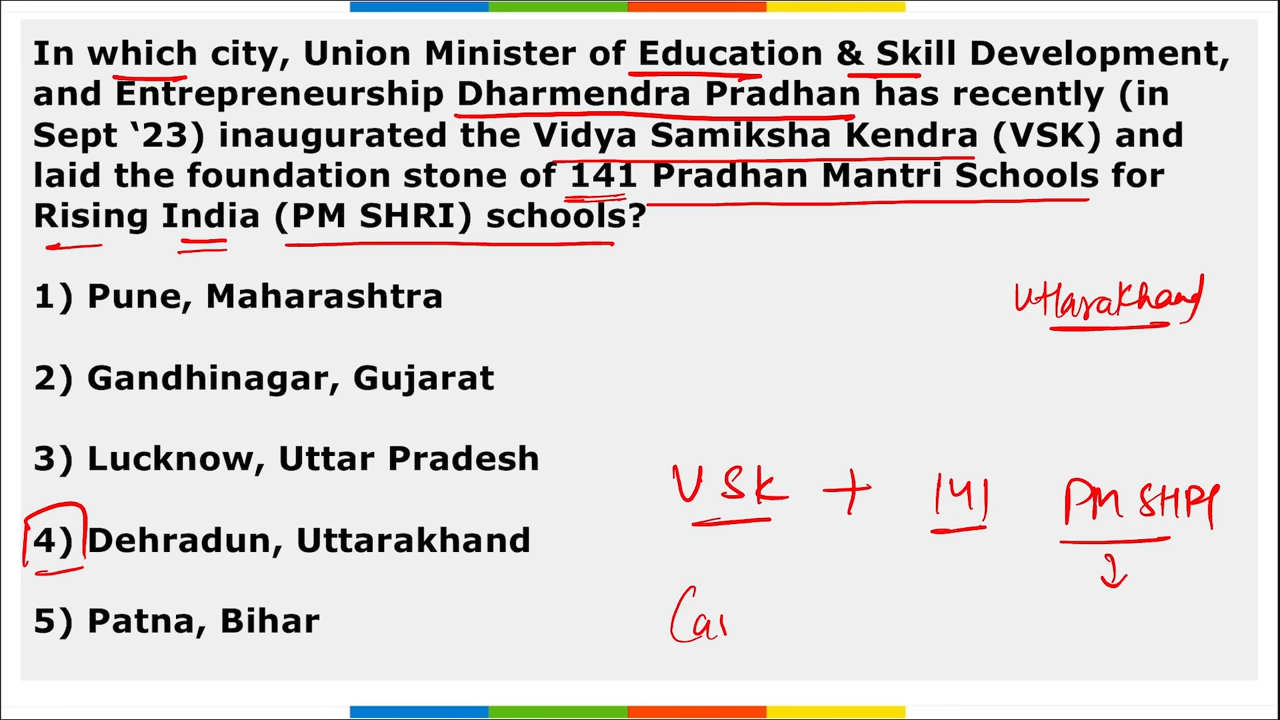 In which city, Union Minister of Education & Skill Development,
and Entrepreneurship Dharmendra Pradhan has recently (in
Sept ‘23) inaugurated the Vidya Samiksha Kendra (VSK) and
laid the foundation stone of 141 Pradhan Mantri Schools for
Rising India (PM SHRI) schools?
1) Pune, Maharashtra
Uttarakhand
2) Gandhinagar, Gujarat
3) Lucknow, Uttar Pradesh
VSK + 141 PM SHRI
4) Dehradun, Uttarakhand
5) Patna, Bihar